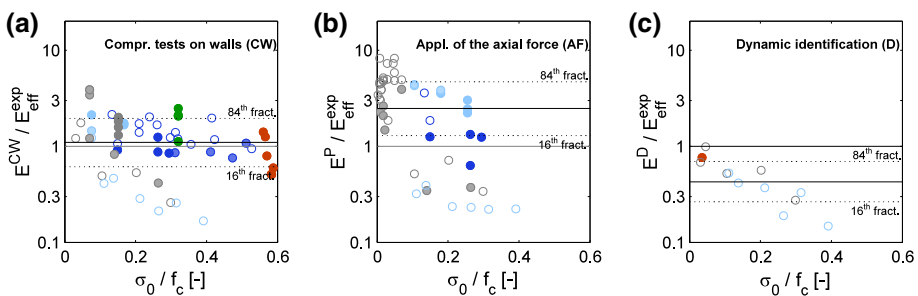 (a)
Compr. tests on walls (CW)
84th fract.
16th fract.
E^CW / E_eff^exp
10
3
1
0.3
0.1
0 0.2 0.4 0.6
σ0 / fc [-]
(b)
Appl. of the axial force (AF)
84th fract.
16th fract.
E^P / E_eff^exp
10
3
1
0.3
0.1
0 0.2 0.4 0.6
σ0 / fc [-]
(c)
Dynamic identification (D)
84th fract.
16th fract.
E^D / E_eff^exp
10
3
1
0.3
0.1
0 0.2 0.4 0.6
σ0 / fc [-]